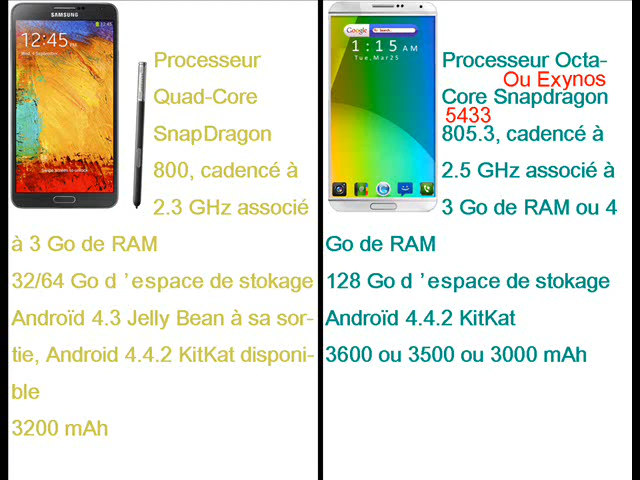 SAMSUNG
12:45
Processeur
Quad-Core
SnapDragon
800, cadencé à
2.3 GHz associé
à 3 Go de RAM
32/64 Go d ’espace de stokage
Androïd 4.3 Jelly Bean à sa sor-
tie, Android 4.4.2 KitKat disponi-
ble
3200 mAh
Google
1:15 AM
Tue,Mar25
Processeur Octa-
Ou Exynos
Core Snapdragon
5433
805.3, cadencé à
2.5 GHz associé à
3 Go de RAM ou 4
Go de RAM
128 Go d ’espace de stokage
Androïd 4.4.2 KitKat
3600 ou 3500 ou 3000 mAh